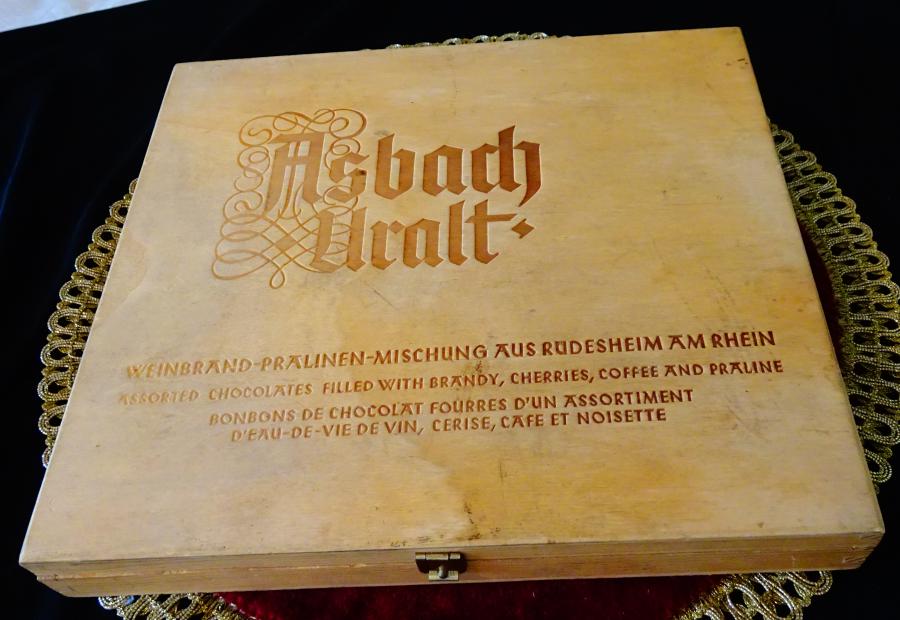 Asbach
Uralt·
WEINBRAND-PRALINEN-MISCHUNG AUS RÜDESHEIM AM RHEIN
ASSORTED CHOCOLATES FILLED WITH BRANDY, CHERRIES, COFFEE AND PRALINE
BONBONS DE CHOCOLAT FOURRES D'UN ASSORTIMENT
D'EAU-DE-VIE DE VIN, CERISE, CAFE ET NOISETTE